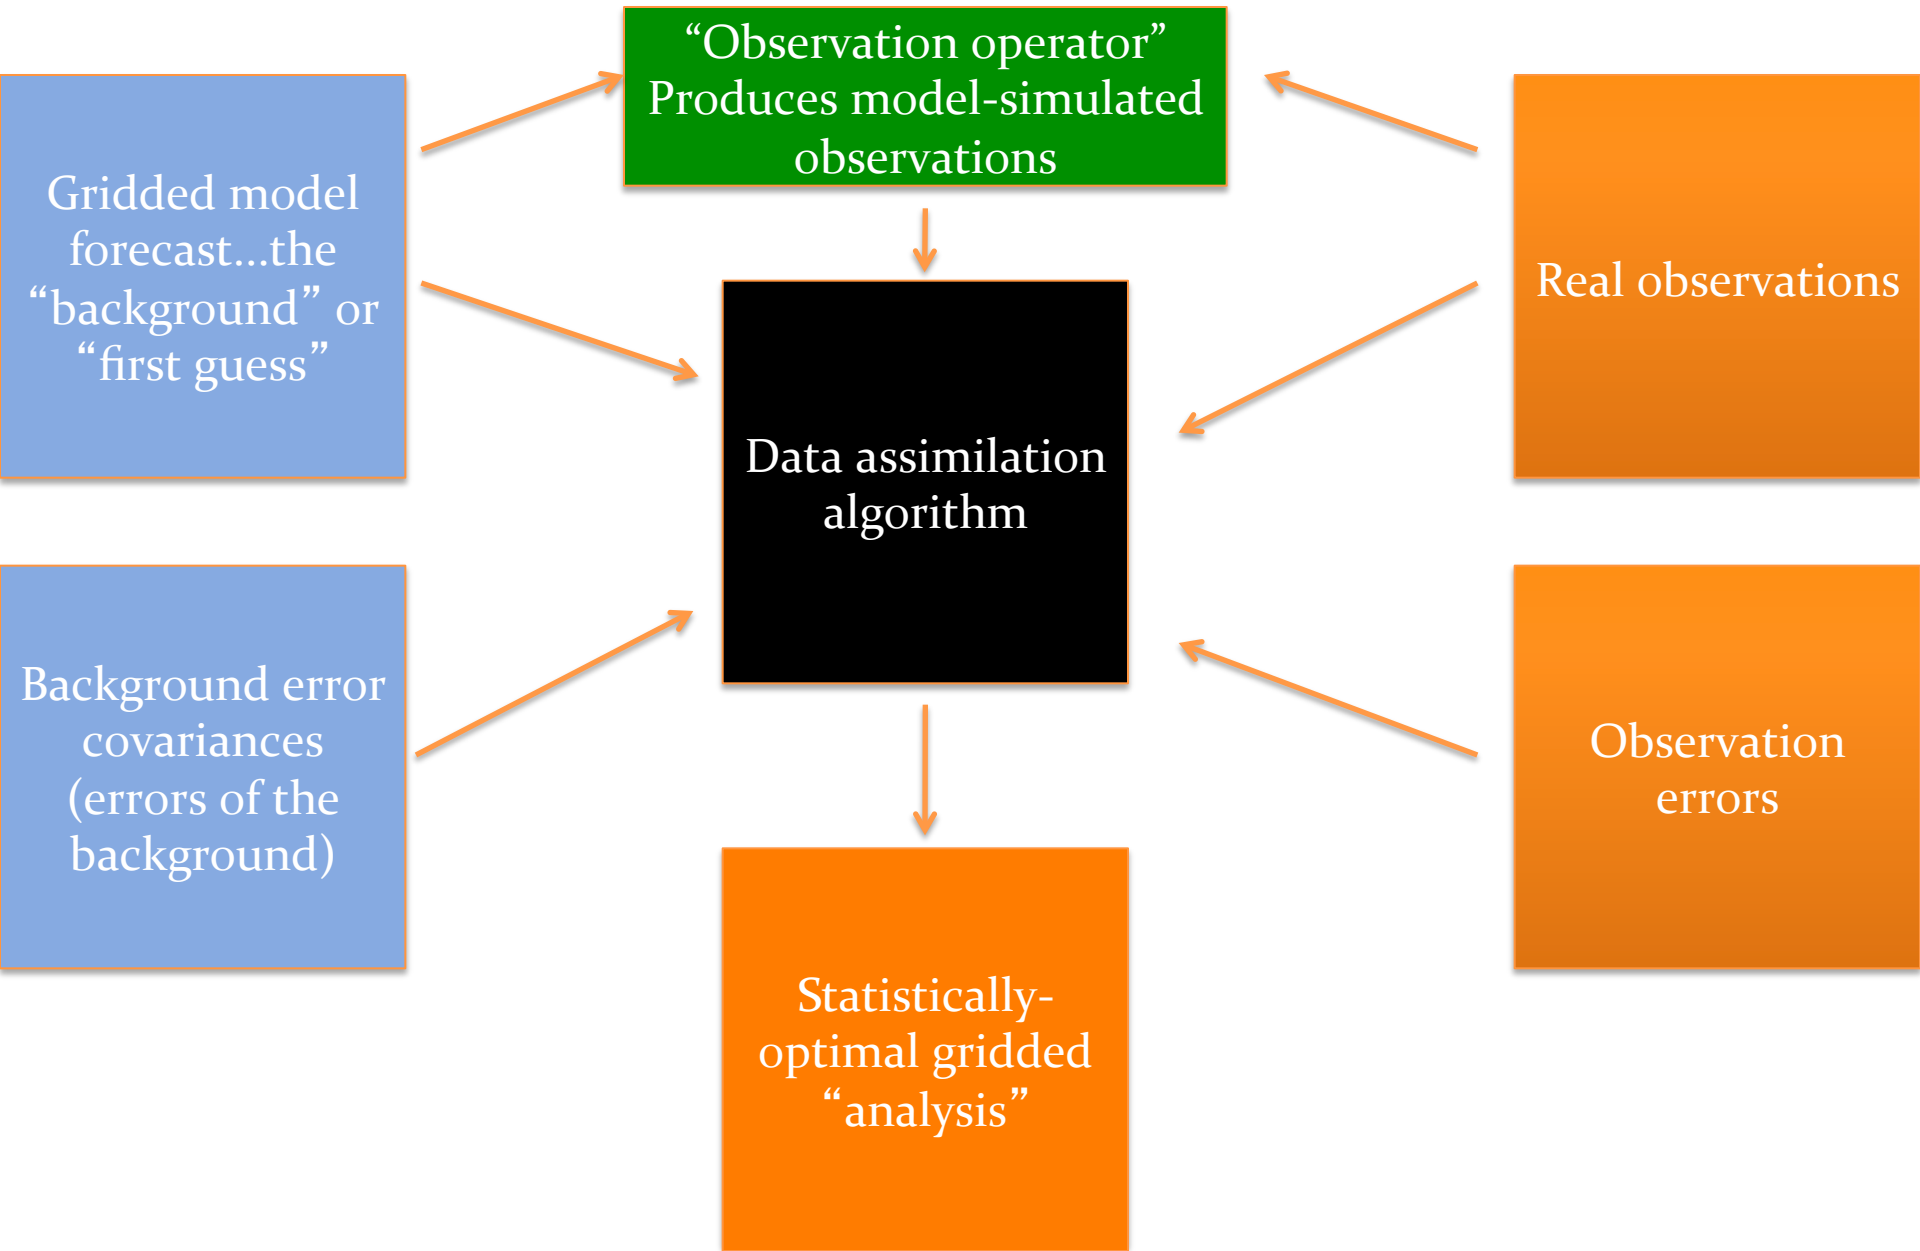 “Observation operator”
Produces model-simulated
observations
Gridded model
forecast...the
“background” or
“first guess”
Real observations
Data assimilation
algorithm
Background error
covariances
(errors of the
background)
Observation
errors
Statistically-
optimal gridded
“analysis”